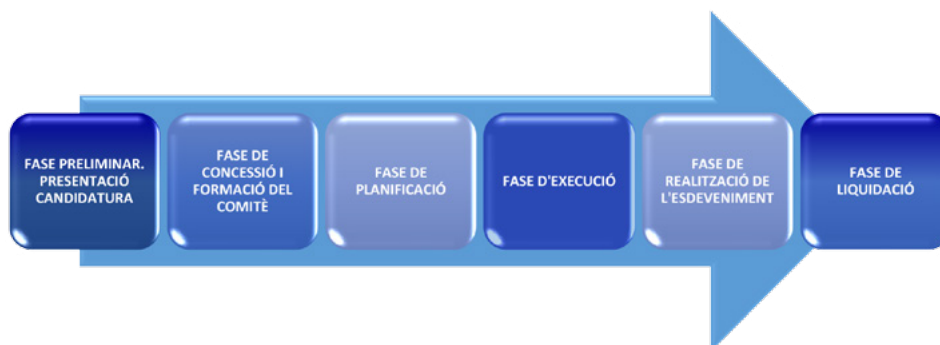 FASE PRELIMINAR.
PRESENTACIÓ
CANDIDATURA
FASE DE
CONCESSIÓ I
FORMACIÓ DEL
COMITÈ
FASE DE
PLANIFICACIÓ
FASE D'EXECUCIÓ
FASE DE
REALITZACIÓ DE
L'ESDEVENIMENT
FASE DE
LIQUIDACIÓ